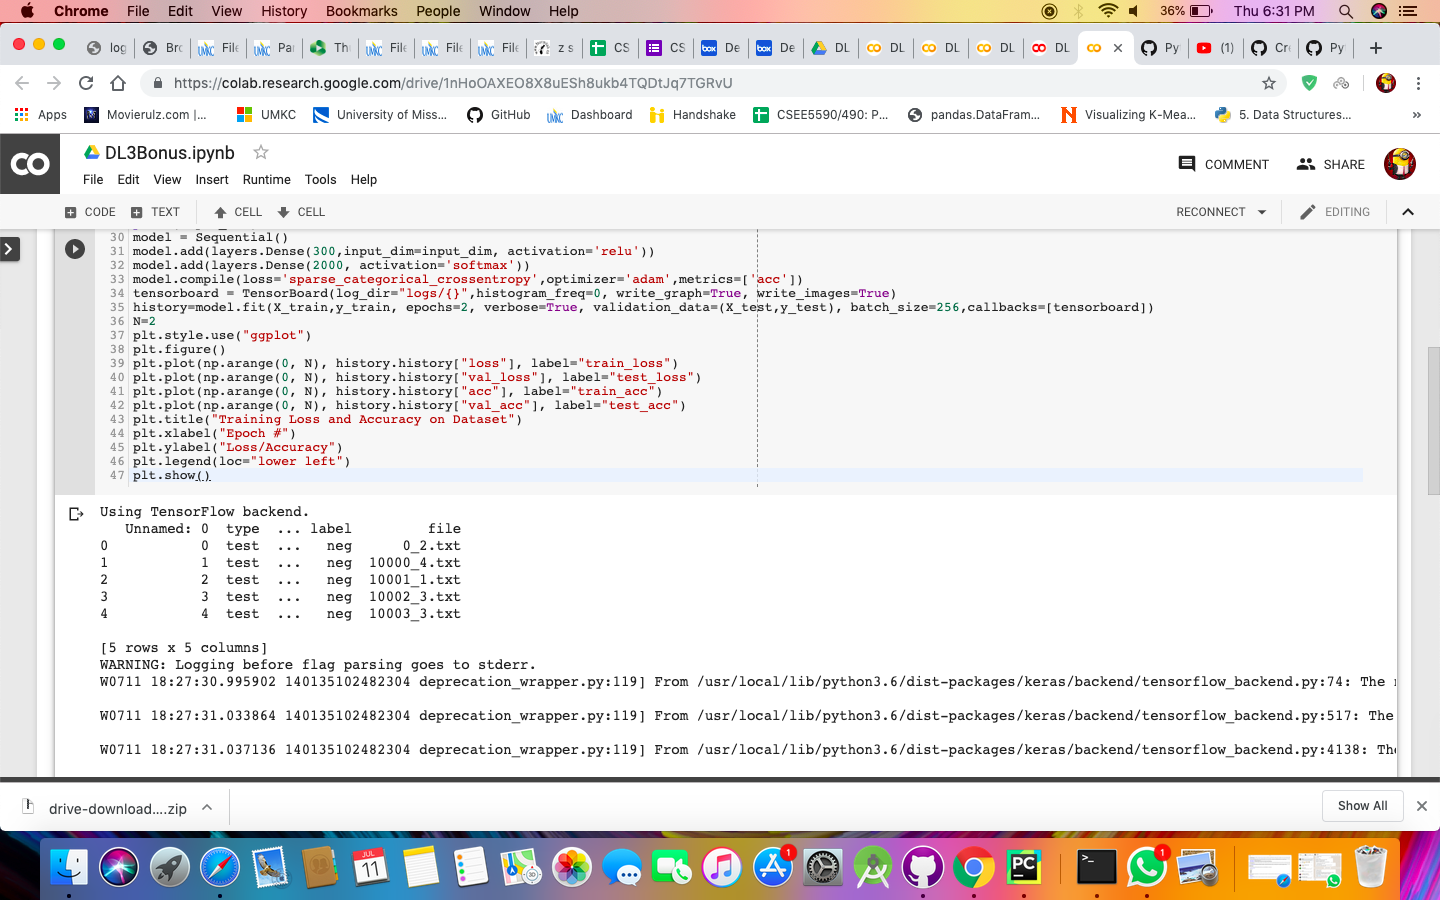 Chrome File Edit View History Bookmarks People Window Help 36% Thu 6:31 PM
log Bro File Par Th File File File z s CS CS De De DL DL DL DL DL Py (1) Cre Py
https://colab.research.google.com/drive/1nHoOAXEO8X8uESh8ukb4TQDtJq7TGRvU
Apps Movierulz.com |... UMKC University of Miss... GitHub Dashboard Handshake CSEE5590/490: P... pandas.DataFram... Visualizing K-Mea... 5. Data Structures... »
DL3Bonus.ipynb
COMMENT SHARE
File Edit View Insert Runtime Tools Help
CODE TEXT CELL CELL RECONNECT EDITING
30 model = Sequential()
31 model.add(layers.Dense(300,input_dim=input_dim, activation='relu'))
32 model.add(layers.Dense(2000, activation='softmax'))
33 model.compile(loss='sparse_categorical_crossentropy',optimizer='adam',metrics=['acc'])
34 tensorboard = TensorBoard(log_dir="logs/{}",histogram_freq=0, write_graph=True, write_images=True)
35 history=model.fit(X_train,y_train, epochs=2, verbose=True, validation_data=(X_test,y_test), batch_size=256,callbacks=[tensorboard])
36 N=2
37 plt.style.use("ggplot")
38 plt.figure()
39 plt.plot(np.arange(0, N), history.history["loss"], label="train_loss")
40 plt.plot(np.arange(0, N), history.history["val_loss"], label="test_loss")
41 plt.plot(np.arange(0, N), history.history["acc"], label="train_acc")
42 plt.plot(np.arange(0, N), history.history["val_acc"], label="test_acc")
43 plt.title("Training Loss and Accuracy on Dataset")
44 plt.xlabel("Epoch #")
45 plt.ylabel("Loss/Accuracy")
46 plt.legend(loc="lower left")
47 plt.show()
Using TensorFlow backend.
Unnamed: 0 type ... label file
0 0 test ... neg 0_2.txt
1 1 test ... neg 10000_4.txt
2 2 test ... neg 10001_1.txt
3 3 test ... neg 10002_3.txt
4 4 test ... neg 10003_3.txt
[5 rows x 5 columns]
WARNING: Logging before flag parsing goes to stderr.
W0711 18:27:30.995902 140135102482304 deprecation_wrapper.py:119] From /usr/local/lib/python3.6/dist-packages/keras/backend/tensorflow_backend.py:74: The
W0711 18:27:31.033864 140135102482304 deprecation_wrapper.py:119] From /usr/local/lib/python3.6/dist-packages/keras/backend/tensorflow_backend.py:517: The
W0711 18:27:31.037136 140135102482304 deprecation_wrapper.py:119] From /usr/local/lib/python3.6/dist-packages/keras/backend/tensorflow_backend.py:4138: The
drive-download....zip Show All
JUL 11 1 PC 1